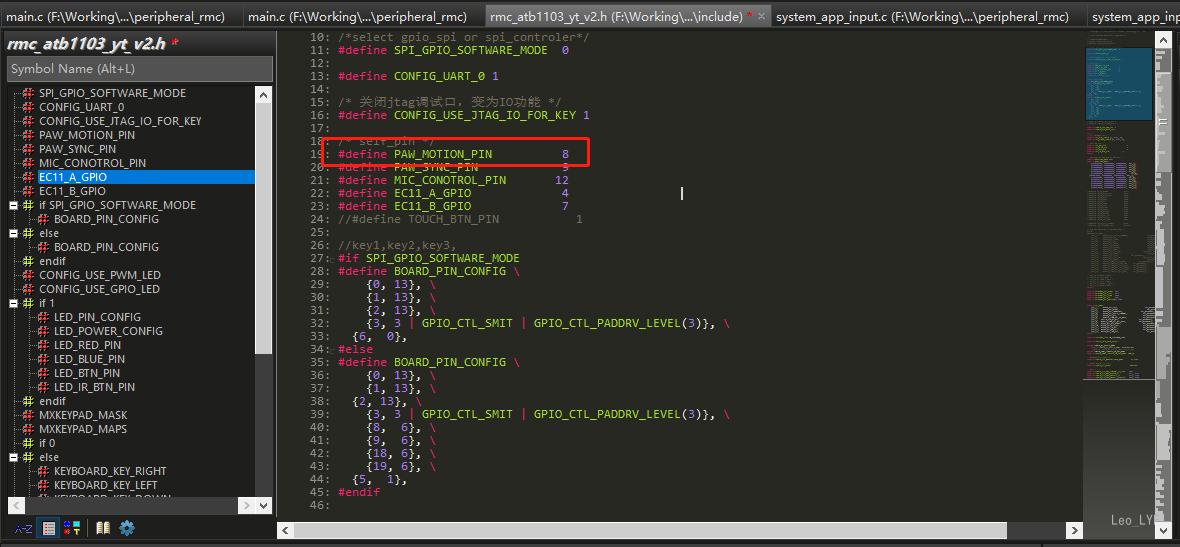 main.c (F:\Working\...\peripheral_rmc)
main.c (F:\Working\...\peripheral_rmc)
rmc_atb1103_yt_v2.h (F:\Working\...\include) *
system_app_input.c (F:\Working\...\peripheral_rmc)
system_app_inp
rmc_atb1103_yt_v2.h *
Symbol Name (Alt+L)
SPI_GPIO_SOFTWARE_MODE
CONFIG_UART_0
CONFIG_USE_JTAG_IO_FOR_KEY
PAW_MOTION_PIN
PAW_SYNC_PIN
MIC_CONOTROL_PIN
EC11_A_GPIO
EC11_B_GPIO
if SPI_GPIO_SOFTWARE_MODE
BOARD_PIN_CONFIG
else
BOARD_PIN_CONFIG
endif
CONFIG_USE_PWM_LED
CONFIG_USE_GPIO_LED
if 1
LED_PIN_CONFIG
LED_POWER_CONFIG
LED_RED_PIN
LED_BLUE_PIN
LED_BTN_PIN
LED_IR_BTN_PIN
endif
MXKEYPAD_MASK
MXKEYPAD_MAPS
if 0
else
KEYBOARD_KEY_RIGHT
KEYBOARD_KEY_LEFT
KEYBOARD_KEY_DOWN
A-Z
10: /*select gpio_spi or spi_controler*/
11: #define SPI_GPIO_SOFTWARE_MODE 0
12:
13: #define CONFIG_UART_0 1
14:
15: /* 关闭jtag调试口，变为IO功能 */
16: #define CONFIG_USE_JTAG_IO_FOR_KEY 1
17:
18: /* self_pin */
19: #define PAW_MOTION_PIN 8
20: #define PAW_SYNC_PIN 9
21: #define MIC_CONOTROL_PIN 12
22: #define EC11_A_GPIO 4
23: #define EC11_B_GPIO 7
24: //#define TOUCH_BTN_PIN 1
25:
26: //key1,key2,key3,
27: #if SPI_GPIO_SOFTWARE_MODE
28: #define BOARD_PIN_CONFIG \
29: {0, 13}, \
30: {1, 13}, \
31: {2, 13}, \
32: {3, 3 | GPIO_CTL_SMIT | GPIO_CTL_PADDRV_LEVEL(3)}, \
33: {6, 0},
34: #else
35: #define BOARD_PIN_CONFIG \
36: {0, 13}, \
37: {1, 13}, \
38: {2, 13}, \
39: {3, 3 | GPIO_CTL_SMIT | GPIO_CTL_PADDRV_LEVEL(3)}, \
40: {8, 6}, \
41: {9, 6}, \
42: {18, 6}, \
43: {19, 6}, \
44: {5, 1},
45: #endif
46:
Leo_LY